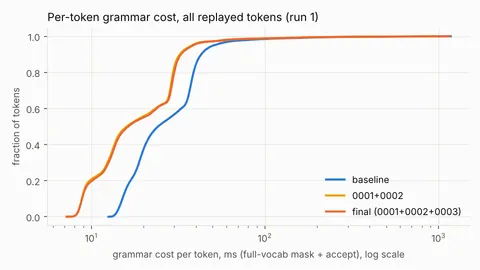 Per-token grammar cost, all replayed tokens (run 1)
1.0
0.8
0.6
0.4
0.2
0.0
fraction of tokens
baseline
0001+0002
final (0001+0002+0003)
10¹
10²
10³
grammar cost per token, ms (full-vocab mask + accept), log scale